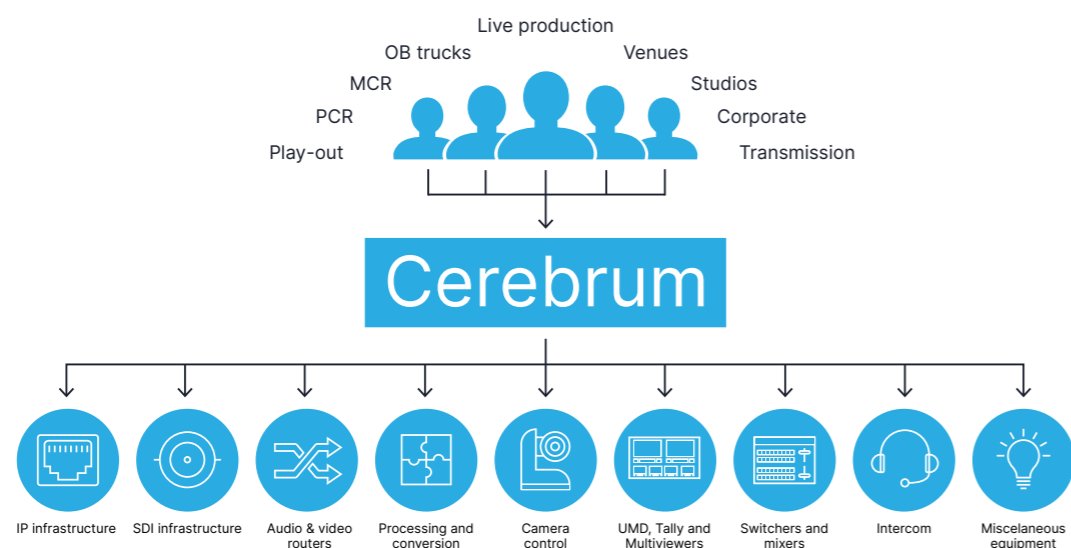 Live production
OB trucks
Venues
MCR
Studios
PCR
Corporate
Play-out
Transmission
Cerebrum
IP infrastructure
SDI infrastructure
Audio & video
routers
Processing and
conversion
Camera
control
UMD, Tally and
Multiviewers
Switchers and
mixers
Intercom
Miscelaneous
equipment